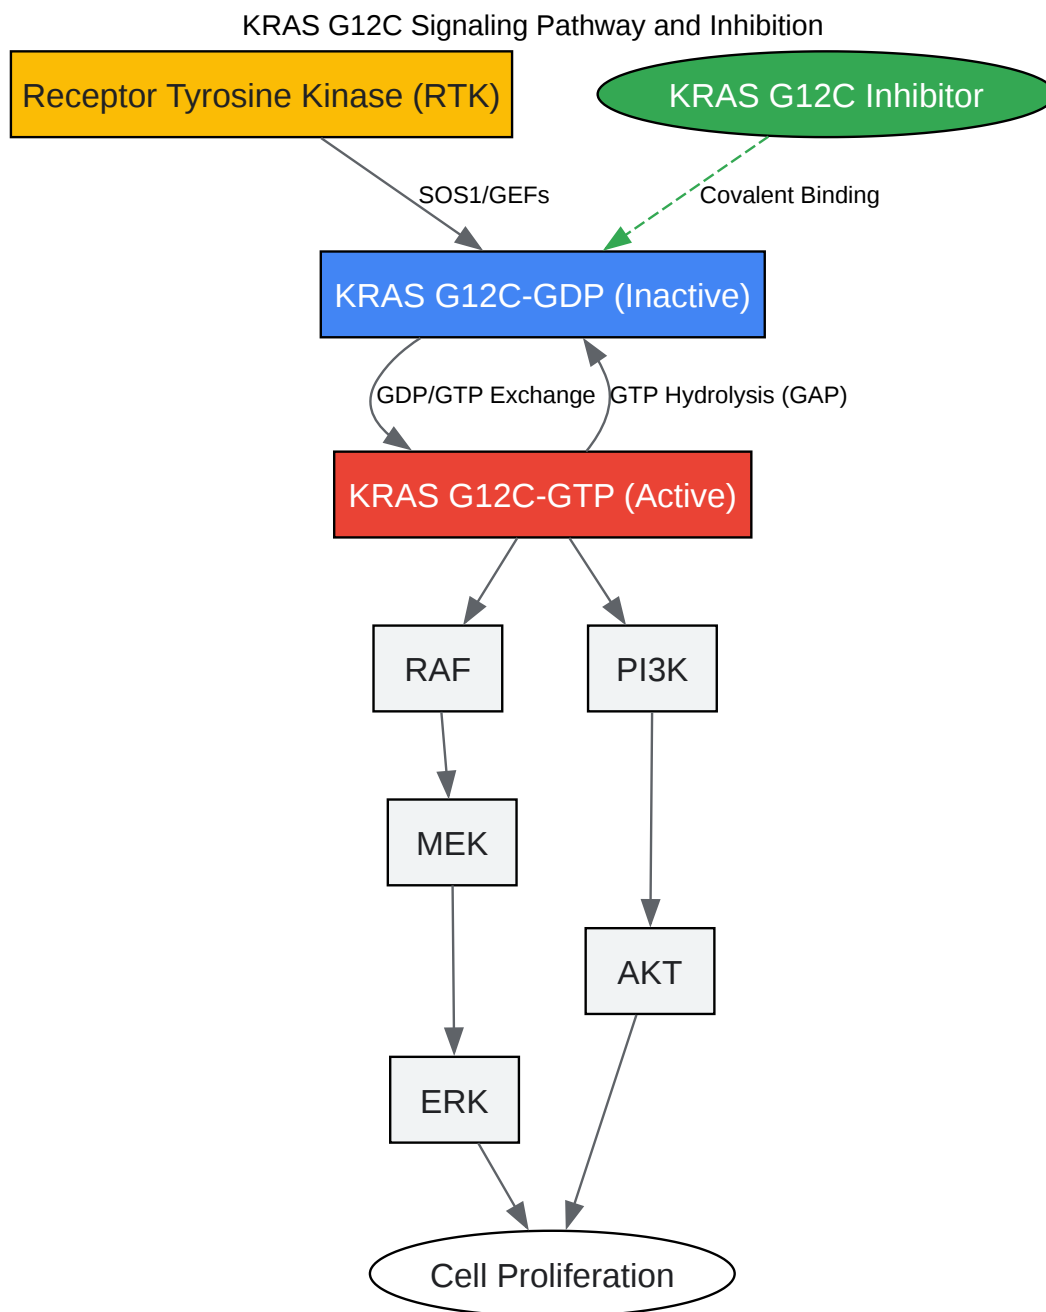 KRAS G12C Signaling Pathway and Inhibition
Receptor Tyrosine Kinase (RTK)
KRAS G12C Inhibitor
SOS1/GEFs
Covalent Binding
KRAS G12C-GDP (Inactive)
GDP/GTP Exchange
GTP Hydrolysis (GAP)
KRAS G12C-GTP (Active)
RAF
PI3K
MEK
AKT
ERK
Cell Proliferation